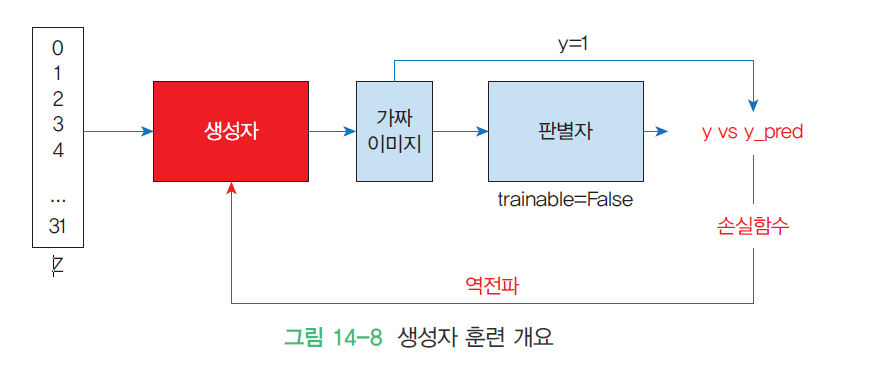 0
1
2
3
4
...
31
Z
생성자
가짜
이미지
y=1
판별자
trainable=False
y vs y_pred
손실함수
역전파
그림 14-8 생성자 훈련 개요